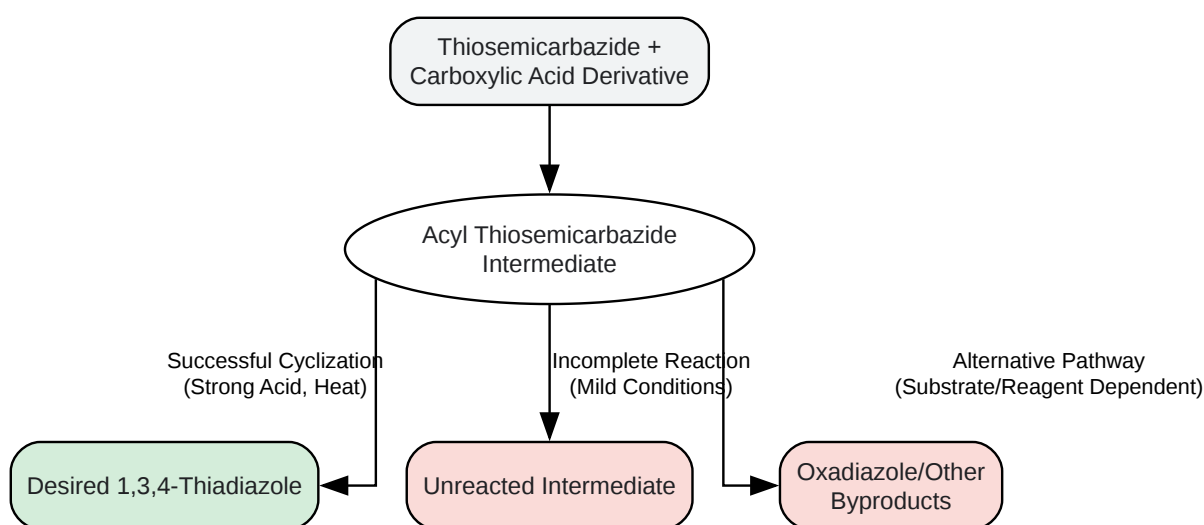 Thiosemicarbazide +
Carboxylic Acid Derivative
Acyl Thiosemicarbazide
Intermediate
Successful Cyclization
(Strong Acid, Heat)
Incomplete Reaction
(Mild Conditions)
Alternative Pathway
(Substrate/Reagent Dependent)
Desired 1,3,4-Thiadiazole
Unreacted Intermediate
Oxadiazole/Other
Byproducts